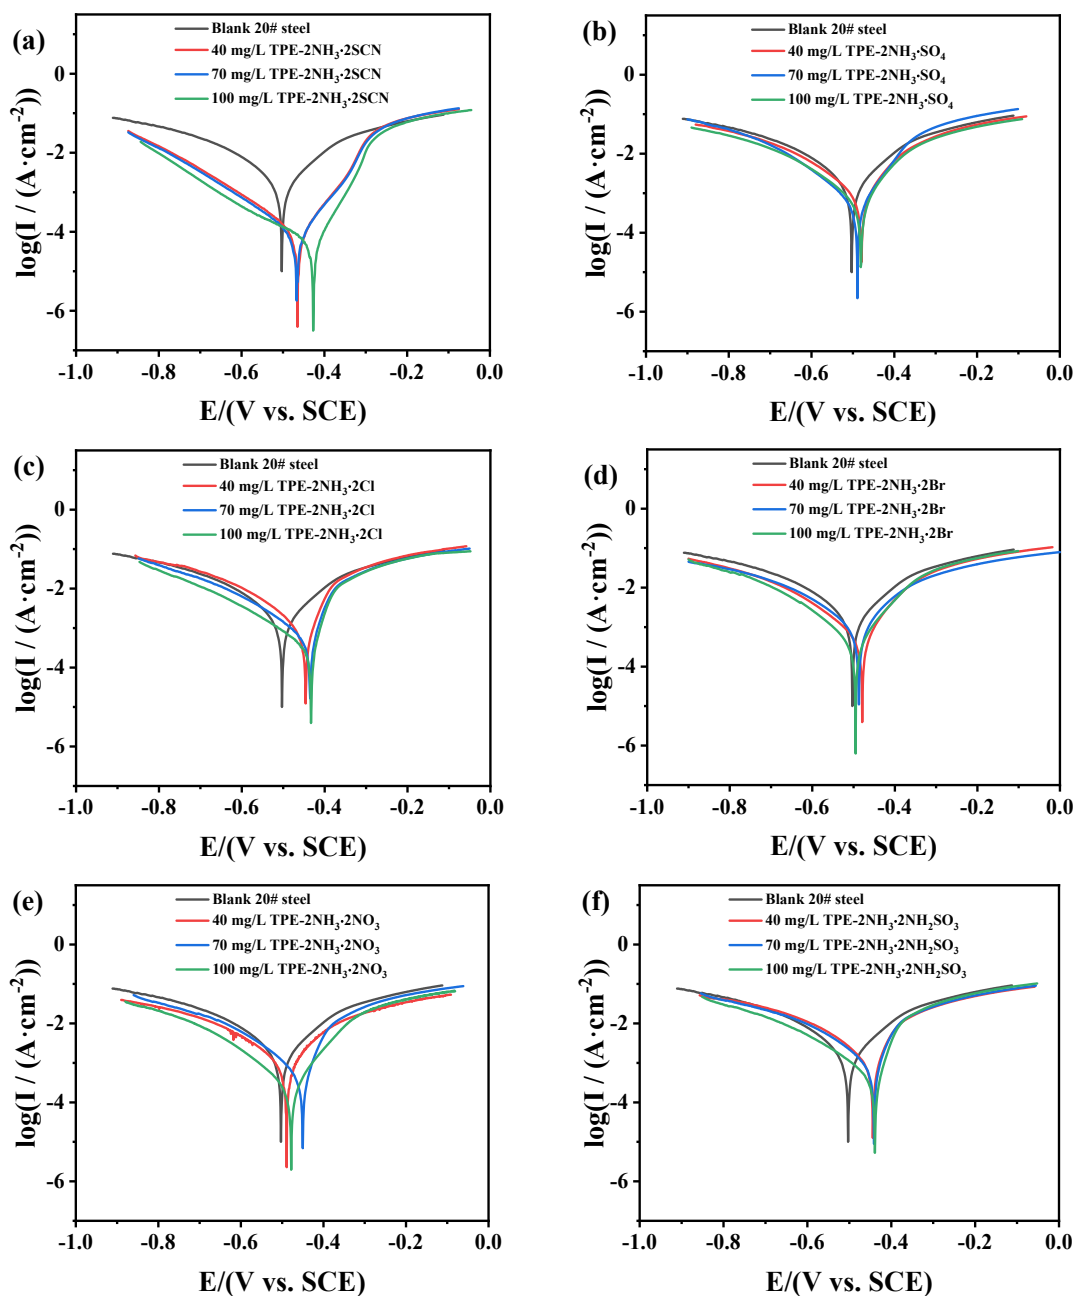 (a)
Blank 20# steel
40 mg/L TPE-2NH₃·2SCN
70 mg/L TPE-2NH₃·2SCN
100 mg/L TPE-2NH₃·2SCN
log(I / (A·cm⁻²))
0
-2
-4
-6
-1.0 -0.8 -0.6 -0.4 -0.2 0.0
E/(V vs. SCE)
(b)
Blank 20# steel
40 mg/L TPE-2NH₃·SO₄
70 mg/L TPE-2NH₃·SO₄
100 mg/L TPE-2NH₃·SO₄
log(I / (A·cm⁻²))
0
-2
-4
-6
-1.0 -0.8 -0.6 -0.4 -0.2 0.0
E/(V vs. SCE)
(c)
Blank 20# steel
40 mg/L TPE-2NH₃·2Cl
70 mg/L TPE-2NH₃·2Cl
100 mg/L TPE-2NH₃·2Cl
log(I / (A·cm⁻²))
0
-2
-4
-6
-1.0 -0.8 -0.6 -0.4 -0.2 0.0
E/(V vs. SCE)
(d)
Blank 20# steel
40 mg/L TPE-2NH₃·2Br
70 mg/L TPE-2NH₃·2Br
100 mg/L TPE-2NH₃·2Br
log(I / (A·cm⁻²))
0
-2
-4
-6
-1.0 -0.8 -0.6 -0.4 -0.2 0.0
E/(V vs. SCE)
(e)
Blank 20# steel
40 mg/L TPE-2NH₃·2NO₃
70 mg/L TPE-2NH₃·2NO₃
100 mg/L TPE-2NH₃·2NO₃
log(I / (A·cm⁻²))
0
-2
-4
-6
-1.0 -0.8 -0.6 -0.4 -0.2 0.0
E/(V vs. SCE)
(f)
Blank 20# steel
40 mg/L TPE-2NH₃·2NH₂SO₃
70 mg/L TPE-2NH₃·2NH₂SO₃
100 mg/L TPE-2NH₃·2NH₂SO₃
log(I / (A·cm⁻²))
0
-2
-4
-6
-1.0 -0.8 -0.6 -0.4 -0.2 0.0
E/(V vs. SCE)